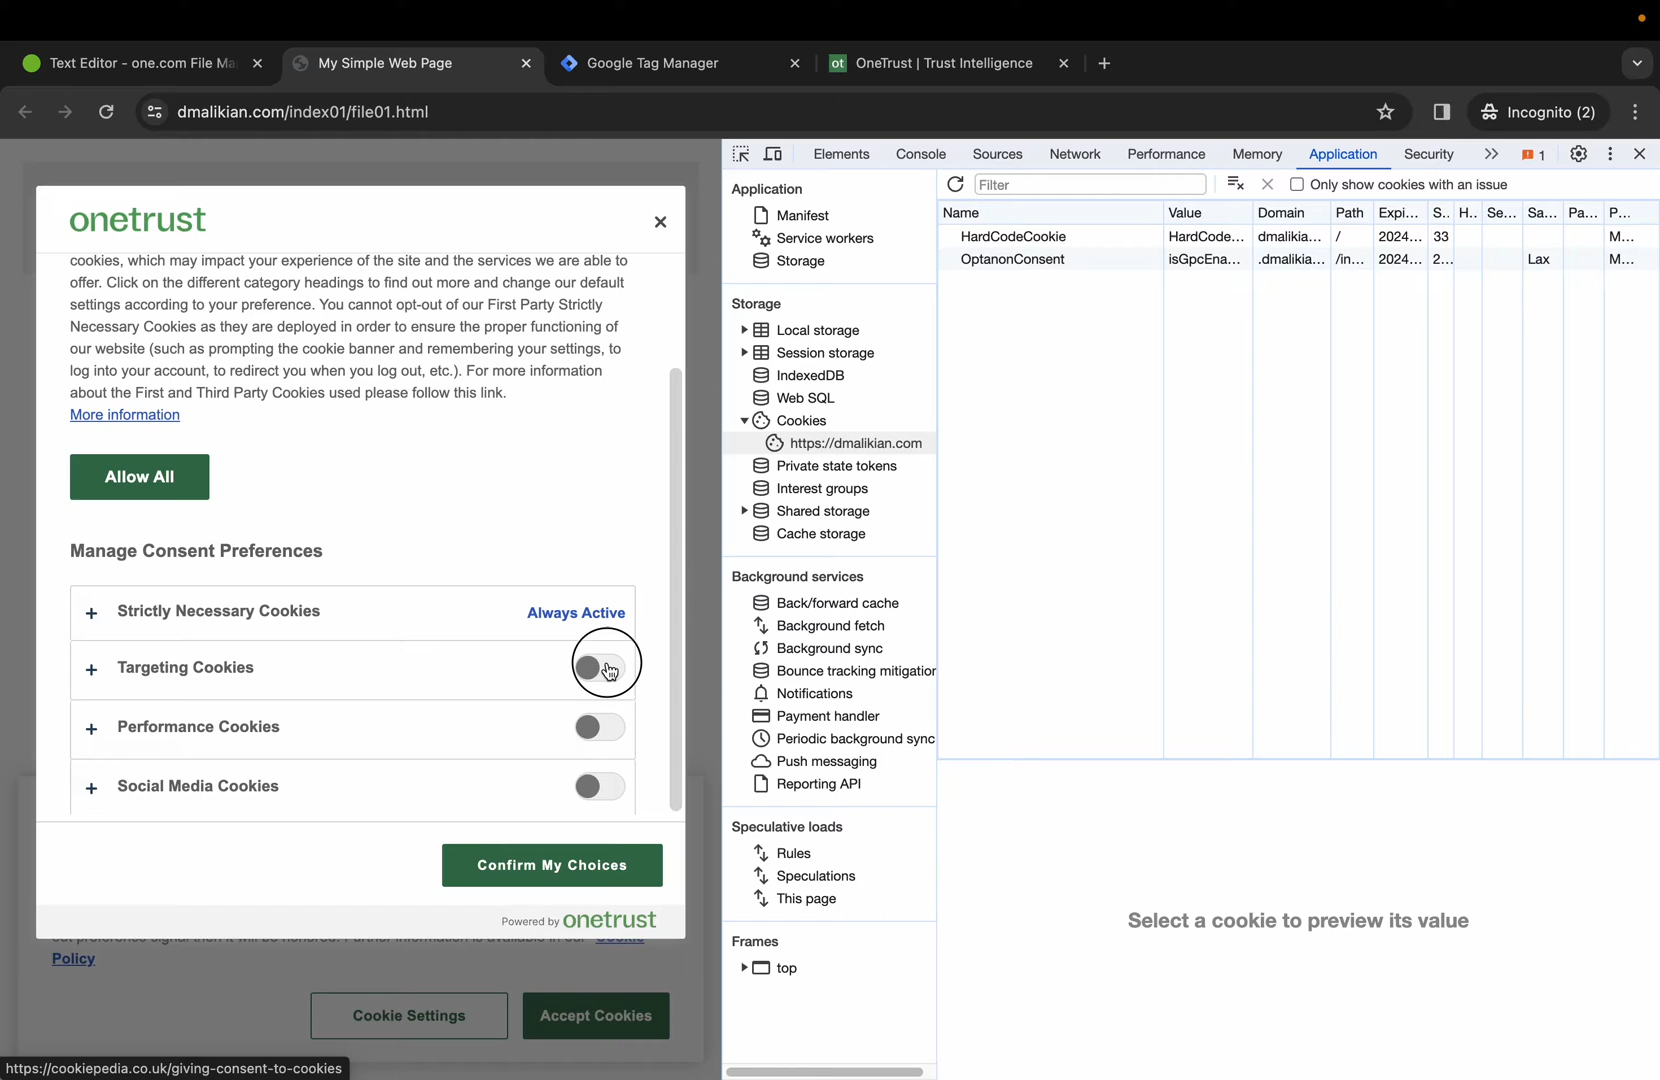 Text Editor - one.com File Ma
My Simple Web Page
Google Tag Manager
ot OneTrust | Trust Intelligence
dmalikian.com/index01/file01.html
Incognito (2)
onetrust
cookies, which may impact your experience of the site and the services we are able to
offer. Click on the different category headings to find out more and change our default
settings according to your preference. You cannot opt-out of our First Party Strictly
Necessary Cookies as they are deployed in order to ensure the proper functioning of
our website (such as prompting the cookie banner and remembering your settings, to
log into your account, to redirect you when you log out, etc.). For more information
about the First and Third Party Cookies used please follow this link.
More information
Allow All
Manage Consent Preferences
+ Strictly Necessary Cookies Always Active
+ Targeting Cookies
+ Performance Cookies
+ Social Media Cookies
Confirm My Choices
Powered by onetrust
Policy
Cookie Settings Accept Cookies
https://cookiepedia.co.uk/giving-consent-to-cookies
Elements Console Sources Network Performance Memory Application Security 1
Application
Manifest
Service workers
Storage
Storage
Local storage
Session storage
IndexedDB
Web SQL
Cookies
https://dmalikian.com
Private state tokens
Interest groups
Shared storage
Cache storage
Background services
Back/forward cache
Background fetch
Background sync
Bounce tracking mitigation
Notifications
Payment handler
Periodic background sync
Push messaging
Reporting API
Speculative loads
Rules
Speculations
This page
Frames
top
Filter Only show cookies with an issue
Name Value Domain Path Expi... S.. H.. Se... Sa... Pa... P...
HardCodeCookie HardCode... dmalikia... / 2024... 33 M...
OptanonConsent isGpcEna... .dmalikia... /in... 2024... 2... Lax M...
Select a cookie to preview its value